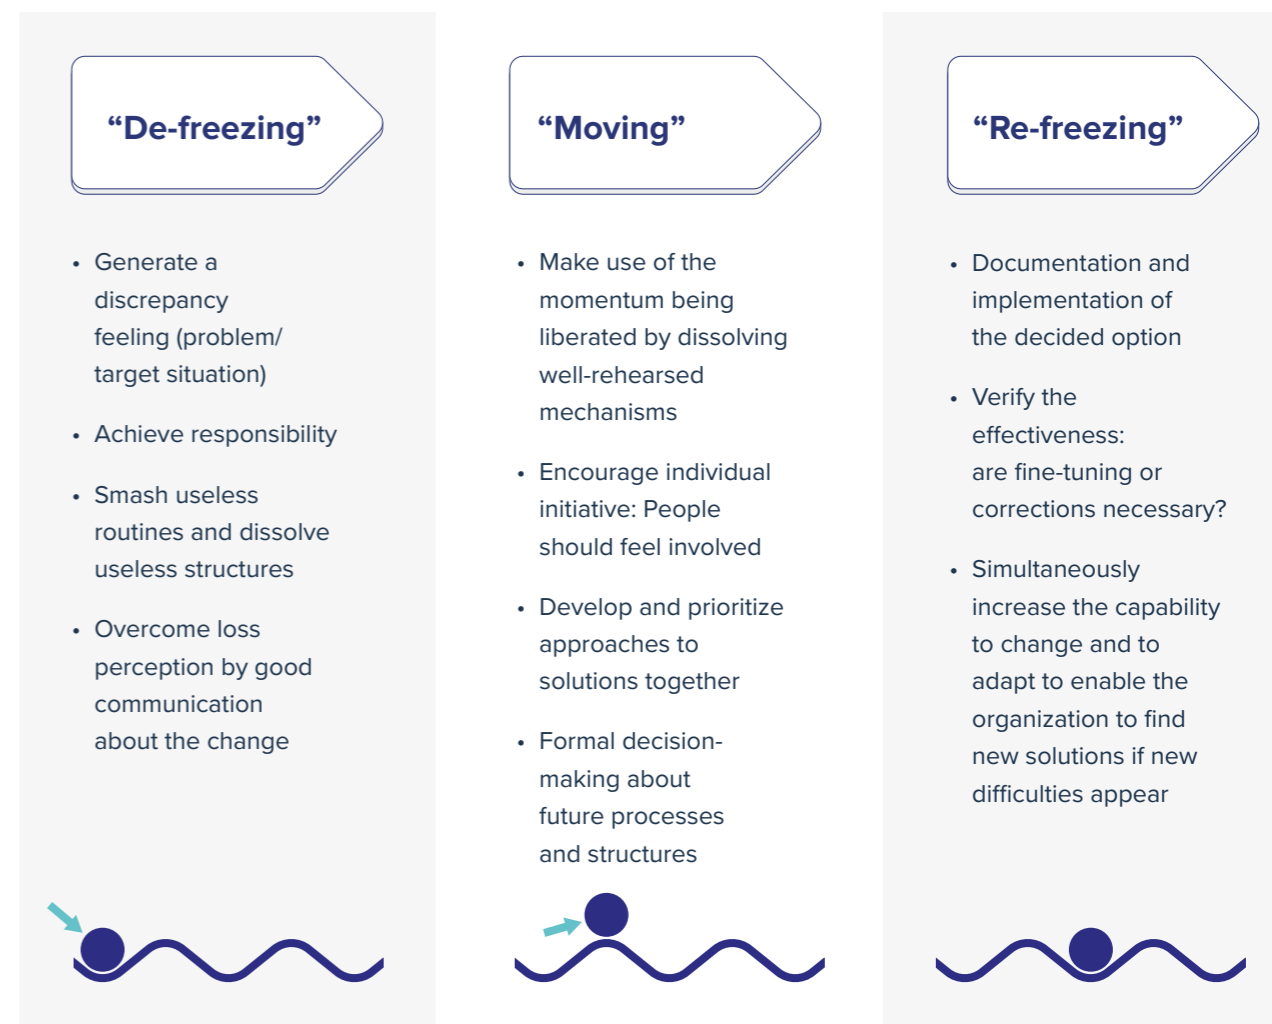 “De-freezing”
• Generate a
discrepancy
feeling (problem/
target situation)
• Achieve responsibility
• Smash useless
routines and dissolve
useless structures
• Overcome loss
perception by good
communication
about the change
“Moving”
• Make use of the
momentum being
liberated by dissolving
well-rehearsed
mechanisms
• Encourage individual
initiative: People
should feel involved
• Develop and prioritize
approaches to
solutions together
• Formal decision-
making about
future processes
and structures
“Re-freezing”
• Documentation and
implementation of
the decided option
• Verify the
effectiveness:
are fine-tuning or
corrections necessary?
• Simultaneously
increase the capability
to change and to
adapt to enable the
organization to find
new solutions if new
difficulties appear